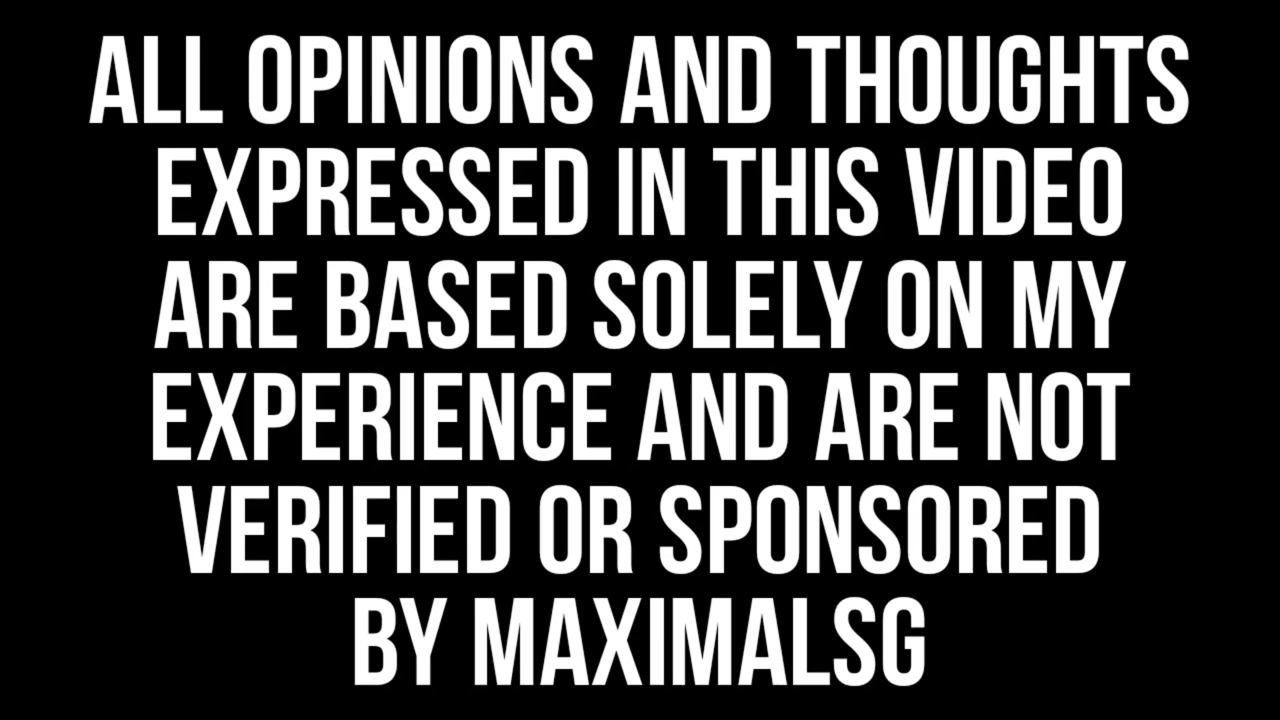 ALL OPINIONS AND THOUGHTS
EXPRESSED IN THIS VIDEO
ARE BASED SOLELY ON MY
EXPERIENCE AND ARE NOT
VERIFIED OR SPONSORED
BY MAXIMALSG